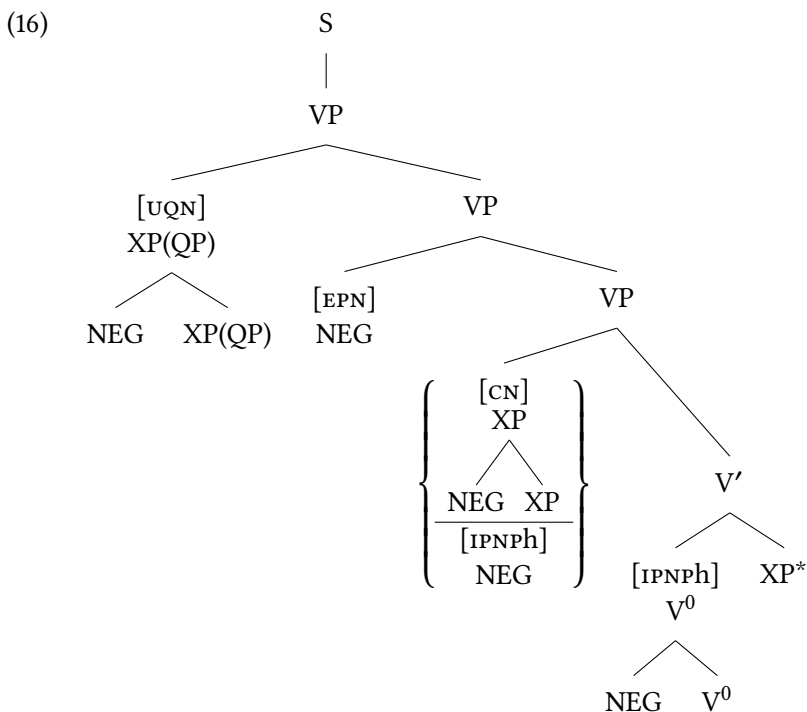 (16) S
VP
[UQN] VP
XP(QP)
NEG XP(QP) [EPN] VP
NEG
[CN]
XP
NEG XP V′
[IPNPh]
NEG [IPNPh] XP*
V⁰
NEG V⁰